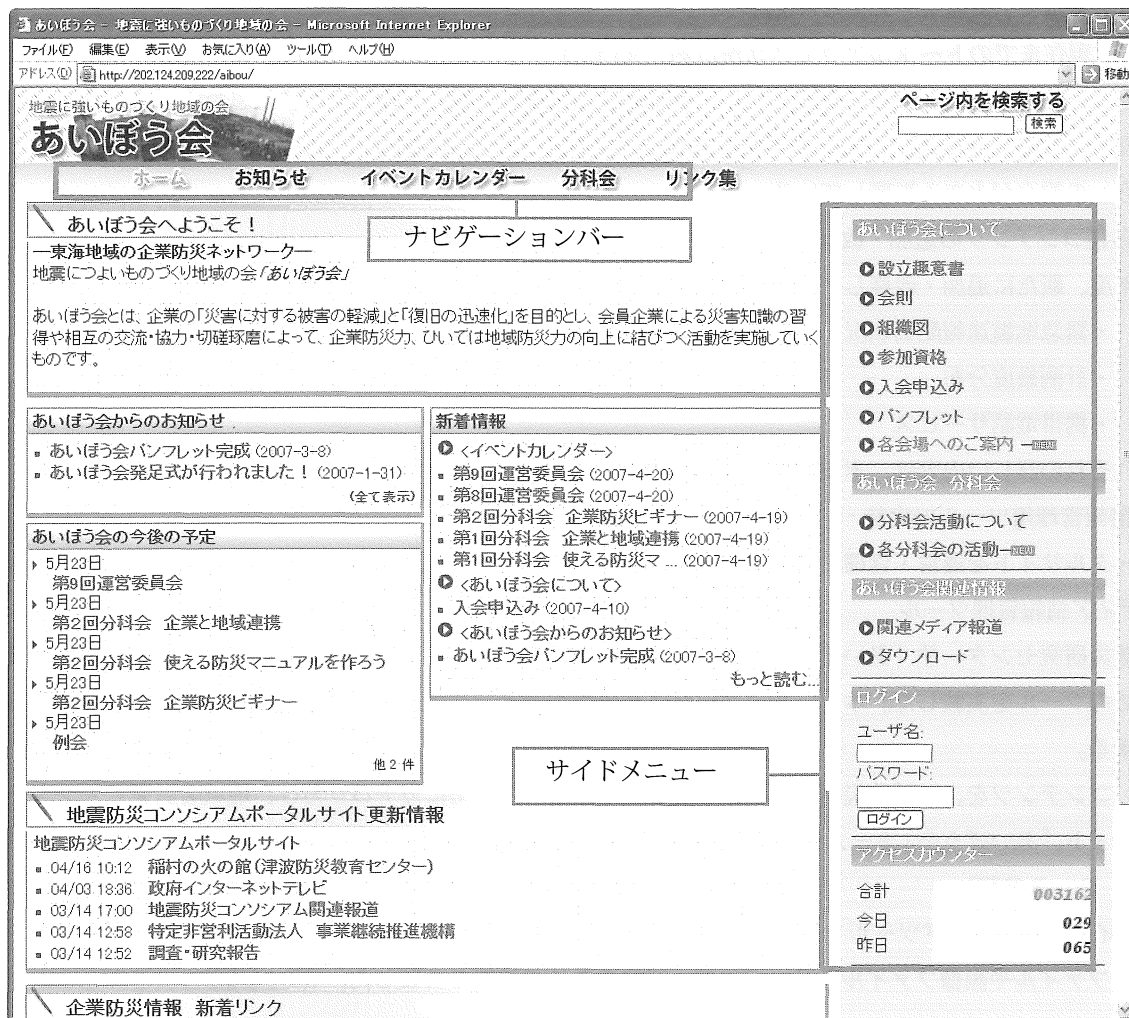 あいぼう会 - 地震に強いものづくり地域の会 - Microsoft Internet Explorer
ファイル(F) 編集(E) 表示(V) お気に入り(A) ツール(T) ヘルプ(H)
アドレス(D) http://202.124.209.222/aibou/ 移動
地震に強いものづくり地域の会
あいぼう会
ページ内を検索する
検索
ホーム お知らせ イベントカレンダー 分科会 リンク集
ナビゲーションバー
あいぼう会へようこそ！
―東海地域の企業防災ネットワーク―
地震につよいものづくり地域の会「あいぼう会」
あいぼう会とは、企業の「災害に対する被害の軽減」と「復旧の迅速化」を目的とし、会員企業による災害知識の習
得や相互の交流・協力・切磋琢磨によって、企業防災力、ひいては地域防災力の向上に結びつく活動を実施していく
ものです。
あいぼう会からのお知らせ
あいぼう会パンフレット完成 (2007-3-8)
あいぼう会発足式が行われました！ (2007-1-31)
(全て表示)
あいぼう会の今後の予定
5月23日
第9回運営委員会
5月23日
第2回分科会 企業と地域連携
5月23日
第2回分科会 使える防災マニュアルを作ろう
5月23日
第2回分科会 企業防災ビギナー
5月23日
例会
他 2 件
新着情報
<イベントカレンダー>
第9回運営委員会 (2007-4-20)
第8回運営委員会 (2007-4-20)
第2回分科会 企業防災ビギナー (2007-4-19)
第1回分科会 企業と地域連携 (2007-4-19)
第1回分科会 使える防災マ ... (2007-4-19)
<あいぼう会について>
入会申込み (2007-4-10)
<あいぼう会からのお知らせ>
あいぼう会パンフレット完成 (2007-3-8)
もっと読む...
サイドメニュー
地震防災コンソシアムポータルサイト更新情報
地震防災コンソシアムポータルサイト
04/16 10:12 稲村の火の館(津波防災教育センター)
04/03 18:36 政府インターネットテレビ
03/14 17:00 地震防災コンソシアム関連報道
03/14 12:58 特定非営利活動法人 事業継続推進機構
03/14 12:52 調査・研究報告
企業防災情報 新着リンク
あいぼう会について
設立趣意書
会則
組織図
参加資格
入会申込み
パンフレット
各会場へのご案内 NEW
あいぼう会 分科会
分科会活動について
各分科会の活動 NEW
あいぼう会関連情報
関連メディア報道
ダウンロード
ログイン
ユーザ名:
パスワード:
ログイン
アクセスカウンター
合計 003162
今日 029
昨日 065